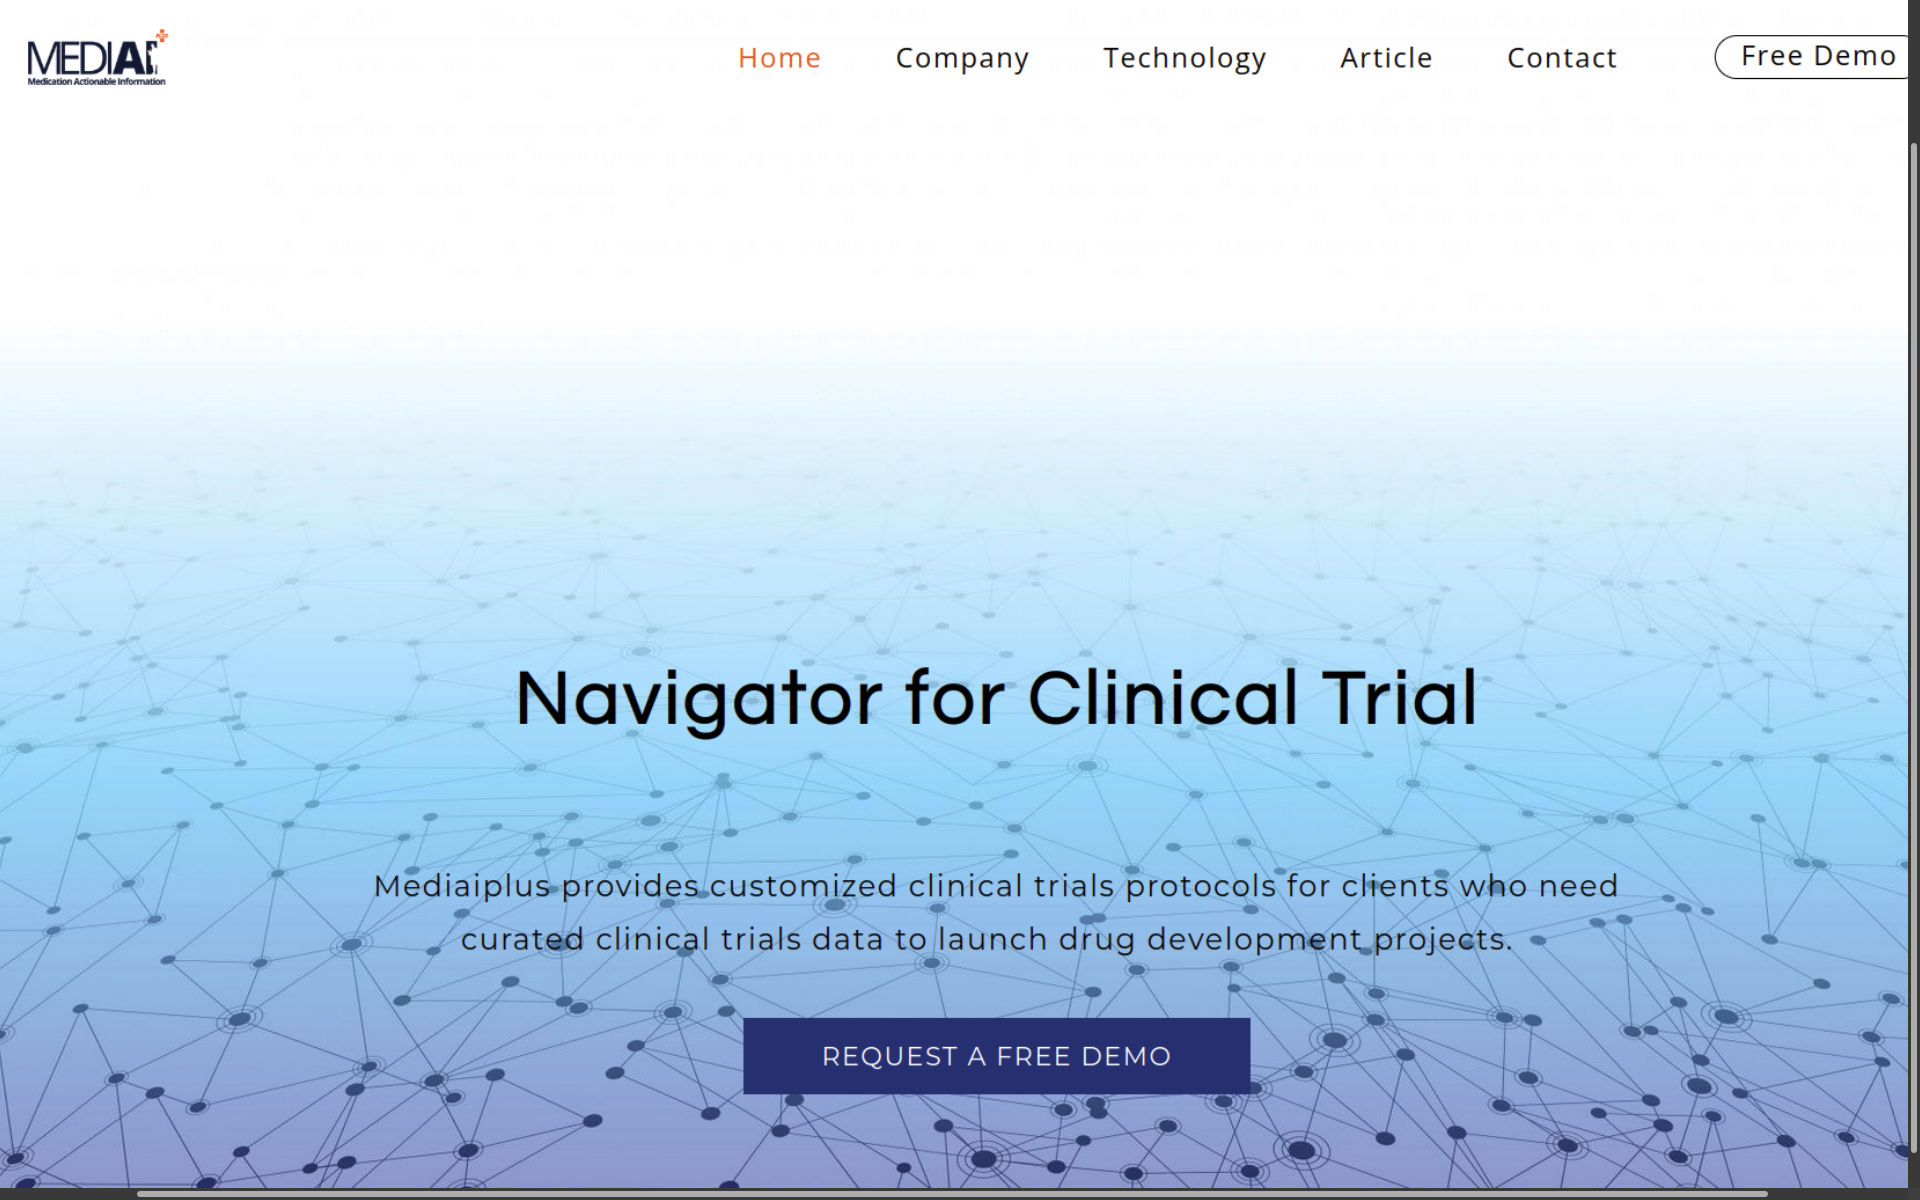 MEDIAI
Medication Actionable Information
Home
Company
Technology
Article
Contact
Free Demo
Navigator for Clinical Trial
Mediaiplus provides customized clinical trials protocols for clients who need
curated clinical trials data to launch drug development projects.
REQUEST A FREE DEMO